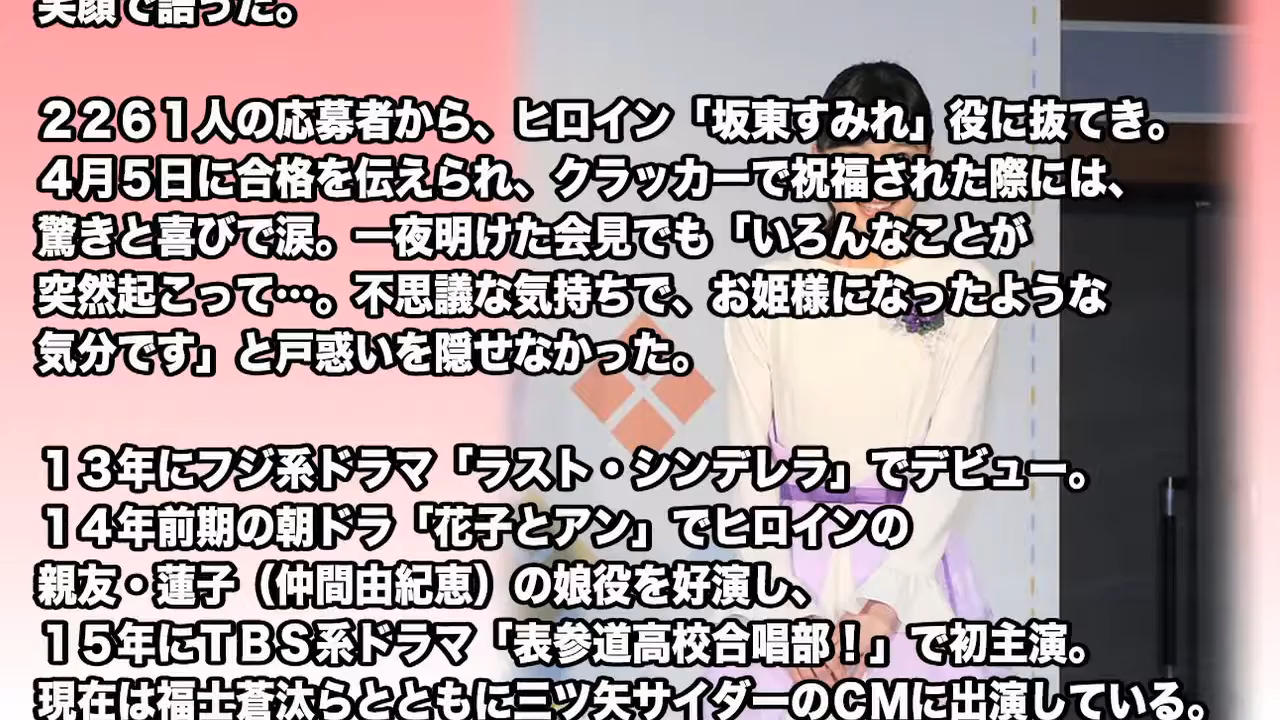 笑顔で語った。
２２６１人の応募者から、ヒロイン「坂東すみれ」役に抜てき。
４月５日に合格を伝えられ、クラッカーで祝福された際には、
驚きと喜びで涙。一夜明けた会見でも「いろんなことが
突然起こって…。不思議な気持ちで、お姫様になったような
気分です」と戸惑いを隠せなかった。
１３年にフジ系ドラマ「ラスト・シンデレラ」でデビュー。
１４年前期の朝ドラ「花子とアン」でヒロインの
親友・蓮子（仲間由紀恵）の娘役を好演し、
１５年にＴＢＳ系ドラマ「表参道高校合唱部！」で初主演。
現在は福士蒼汰らとともに三ツ矢サイダーのＣＭに出演している。